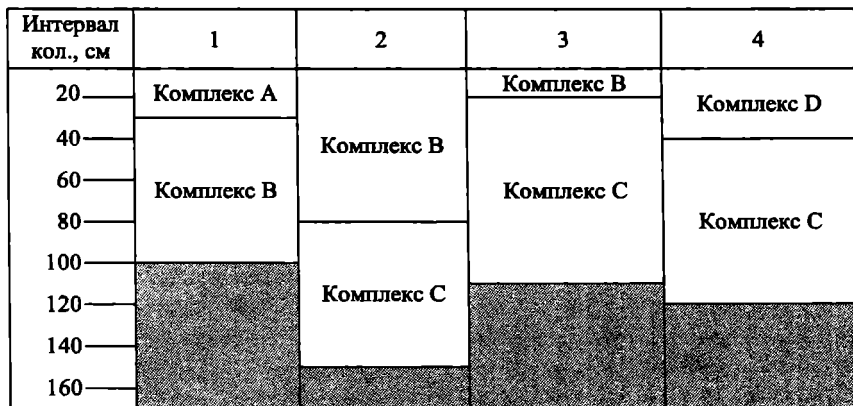 Интервал
кол., см
1
2
3
4
20
40
60
80
100
120
140
160
Комплекс A
Комплекс B
Комплекс B
Комплекс C
Комплекс B
Комплекс C
Комплекс D
Комплекс C